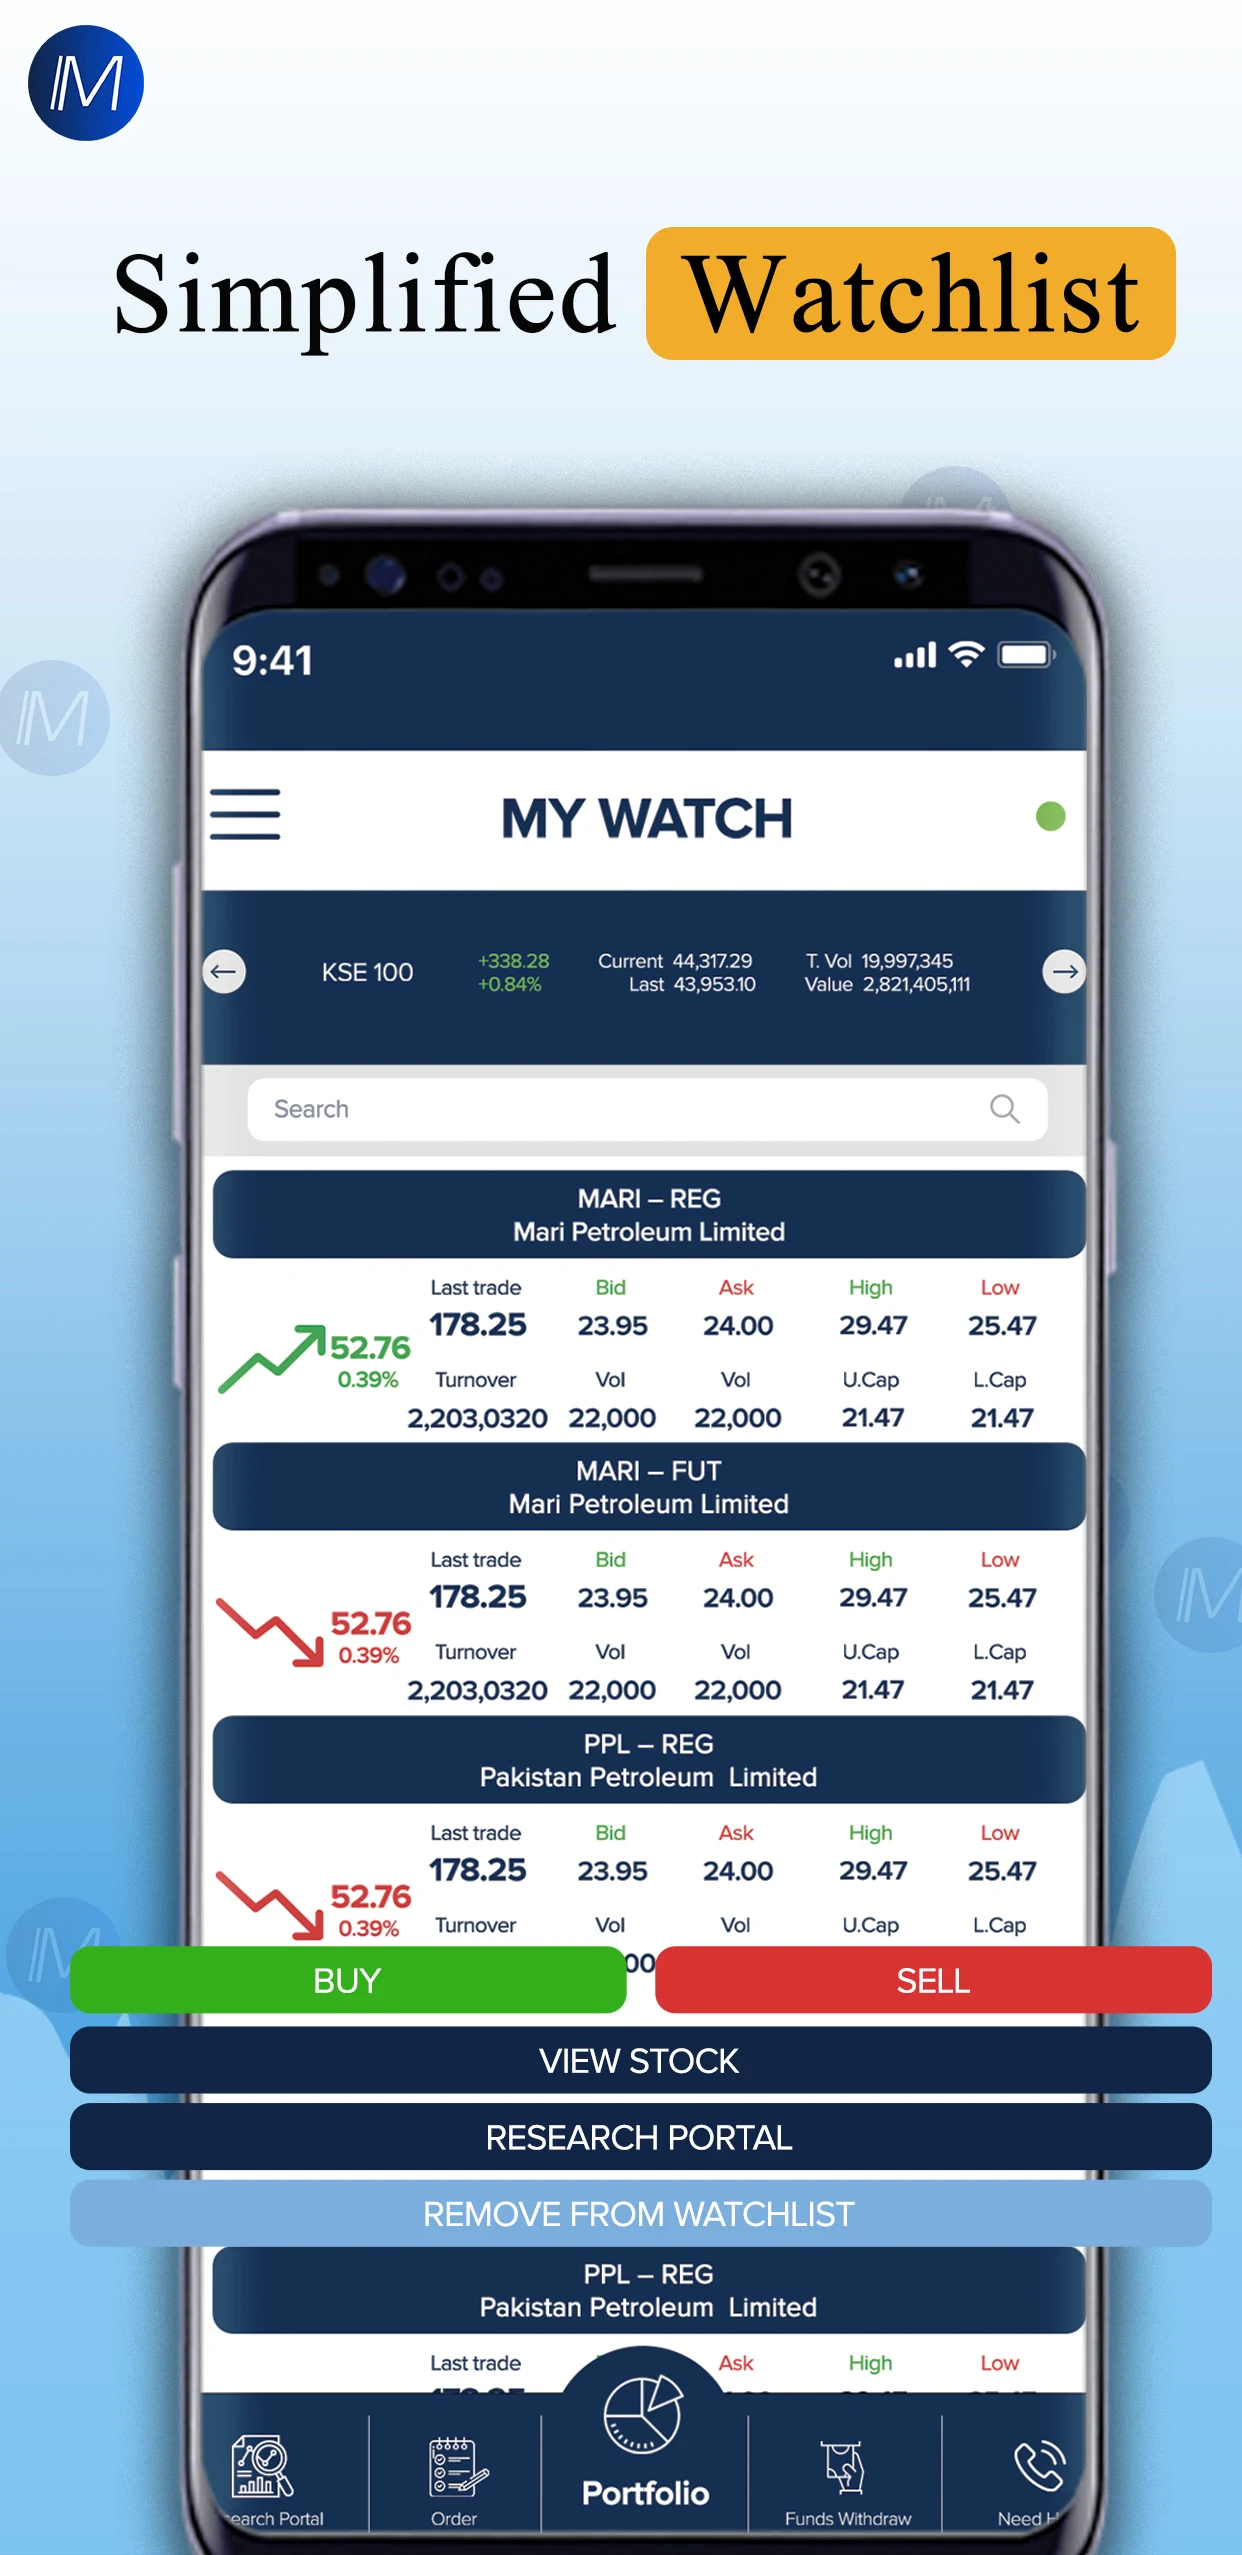 M
Simplified Watchlist
9:41
MY WATCH
KSE 100
+338.28
+0.84%
Current 44,317.29
Last 43,953.10
T. Vol 19,997,345
Value 2,821,405,111
Search
MARI – REG
Mari Petroleum Limited
52.76
0.39%
Last trade Bid Ask High Low
178.25 23.95 24.00 29.47 25.47
Turnover Vol Vol U.Cap L.Cap
2,203,0320 22,000 22,000 21.47 21.47
MARI – FUT
Mari Petroleum Limited
52.76
0.39%
Last trade Bid Ask High Low
178.25 23.95 24.00 29.47 25.47
Turnover Vol Vol U.Cap L.Cap
2,203,0320 22,000 22,000 21.47 21.47
PPL – REG
Pakistan Petroleum Limited
52.76
0.39%
Last trade Bid Ask High Low
178.25 23.95 24.00 29.47 25.47
Turnover Vol Vol U.Cap L.Cap
BUY
SELL
VIEW STOCK
RESEARCH PORTAL
REMOVE FROM WATCHLIST
PPL – REG
Pakistan Petroleum Limited
Last trade Ask High Low
earch Portal
Order
Portfolio
Funds Withdraw
Need